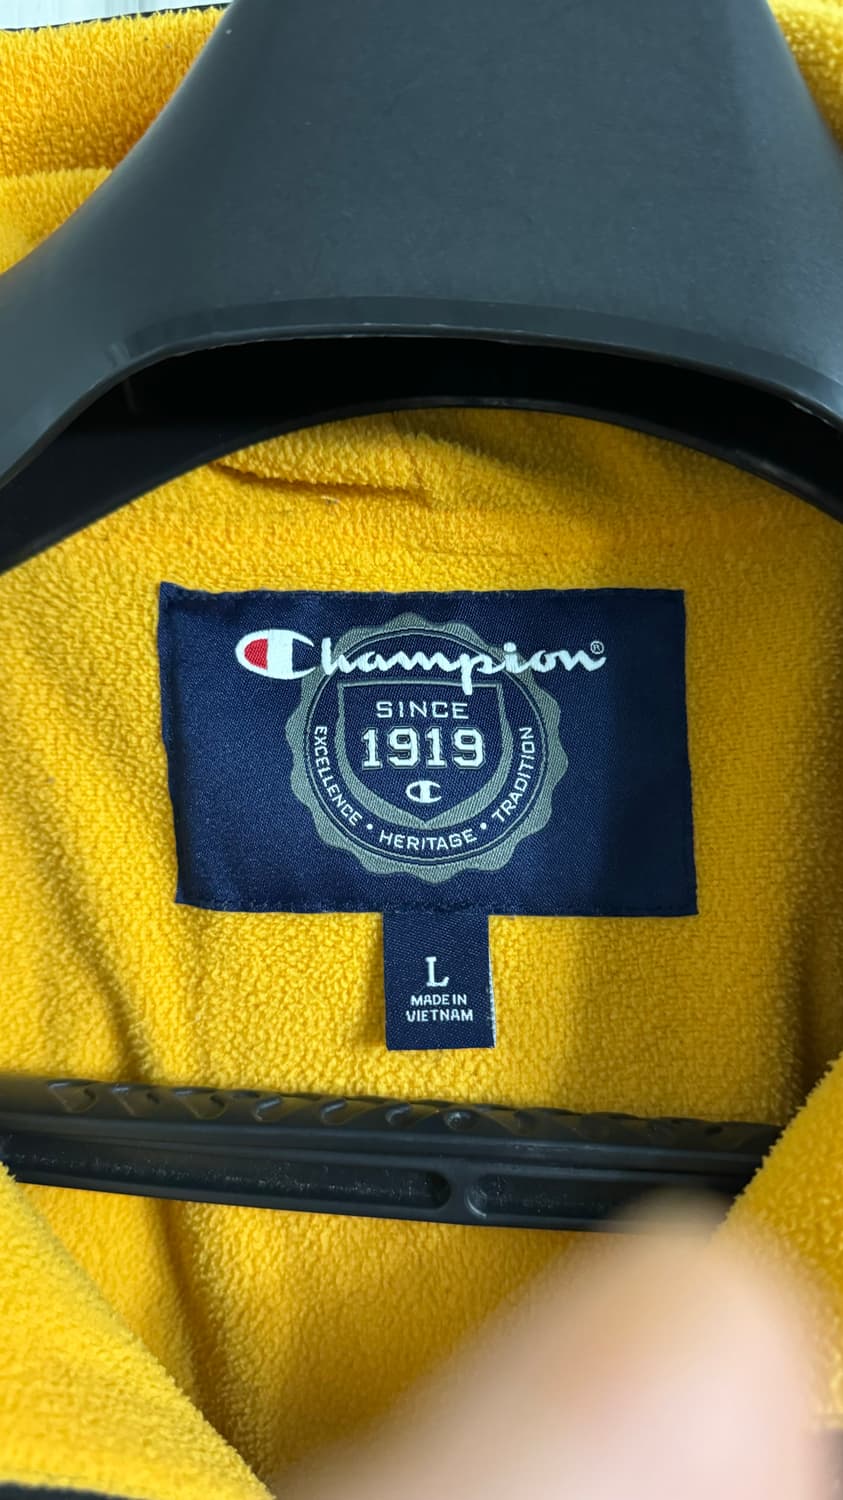 Champion®
SINCE
1919
EXCELLENCE • HERITAGE • TRADITION
L
MADE IN
VIETNAM